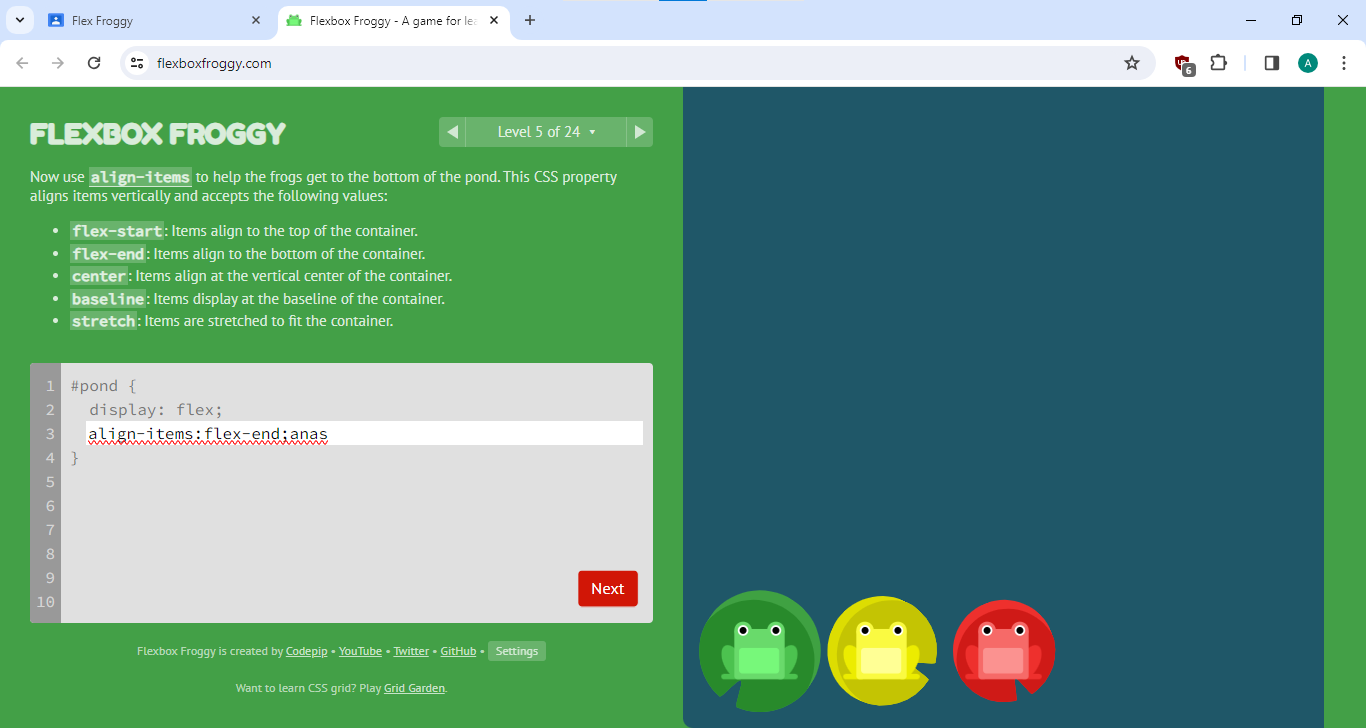 Flex Froggy
Flexbox Froggy - A game for lea
flexboxfroggy.com
6
A
FLEXBOX FROGGY
Level 5 of 24
Now use align-items to help the frogs get to the bottom of the pond. This CSS property
aligns items vertically and accepts the following values:
• flex-start: Items align to the top of the container.
• flex-end: Items align to the bottom of the container.
• center: Items align at the vertical center of the container.
• baseline: Items display at the baseline of the container.
• stretch: Items are stretched to fit the container.
1 #pond {
2 display: flex;
3 align-items:flex-end;anas
4 }
5
6
7
8
9
10
Next
Flexbox Froggy is created by Codepip • YouTube • Twitter • GitHub • Settings
Want to learn CSS grid? Play Grid Garden.